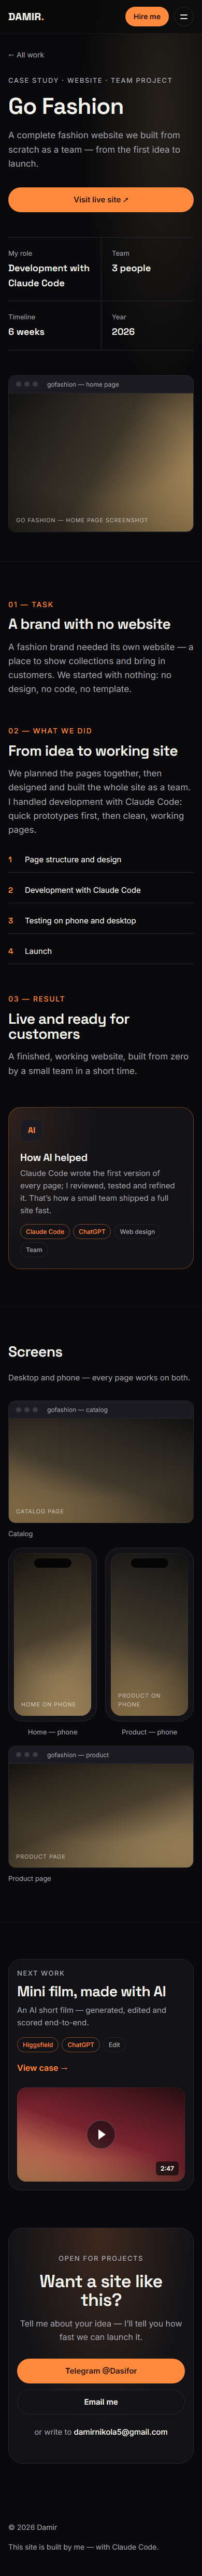 DAMIR.
Hire me
← All work
CASE STUDY · WEBSITE · TEAM PROJECT
Go Fashion
A complete fashion website we built from
scratch as a team — from the first idea to
launch.
Visit live site ↗
My role
Development with
Claude Code
Team
3 people
Timeline
6 weeks
Year
2026
gofashion — home page
GO FASHION — HOME PAGE SCREENSHOT
01 — TASK
A brand with no website
A fashion brand needed its own website — a
place to show collections and bring in
customers. We started with nothing: no
design, no code, no template.
02 — WHAT WE DID
From idea to working site
We planned the pages together, then
designed and built the whole site as a team.
I handled development with Claude Code:
quick prototypes first, then clean, working
pages.
1 Page structure and design
2 Development with Claude Code
3 Testing on phone and desktop
4 Launch
03 — RESULT
Live and ready for
customers
A finished, working website, built from zero
by a small team in a short time.
AI
How AI helped
Claude Code wrote the first version of
every page; I reviewed, tested and refined
it. That's how a small team shipped a full
site fast.
Claude Code ChatGPT Web design
Team
Screens
Desktop and phone — every page works on both.
gofashion — catalog
CATALOG PAGE
Catalog
HOME ON PHONE
Home — phone
PRODUCT ON
PHONE
Product — phone
gofashion — product
PRODUCT PAGE
Product page
NEXT WORK
Mini film, made with AI
An AI short film — generated, edited and
scored end-to-end.
Higgsfield ChatGPT Edit
View case →
2:47
OPEN FOR PROJECTS
Want a site like
this?
Tell me about your idea — I'll tell you how
fast we can launch it.
Telegram @Dasifor
Email me
or write to damirnikola5@gmail.com
© 2026 Damir
This site is built by me — with Claude Code.